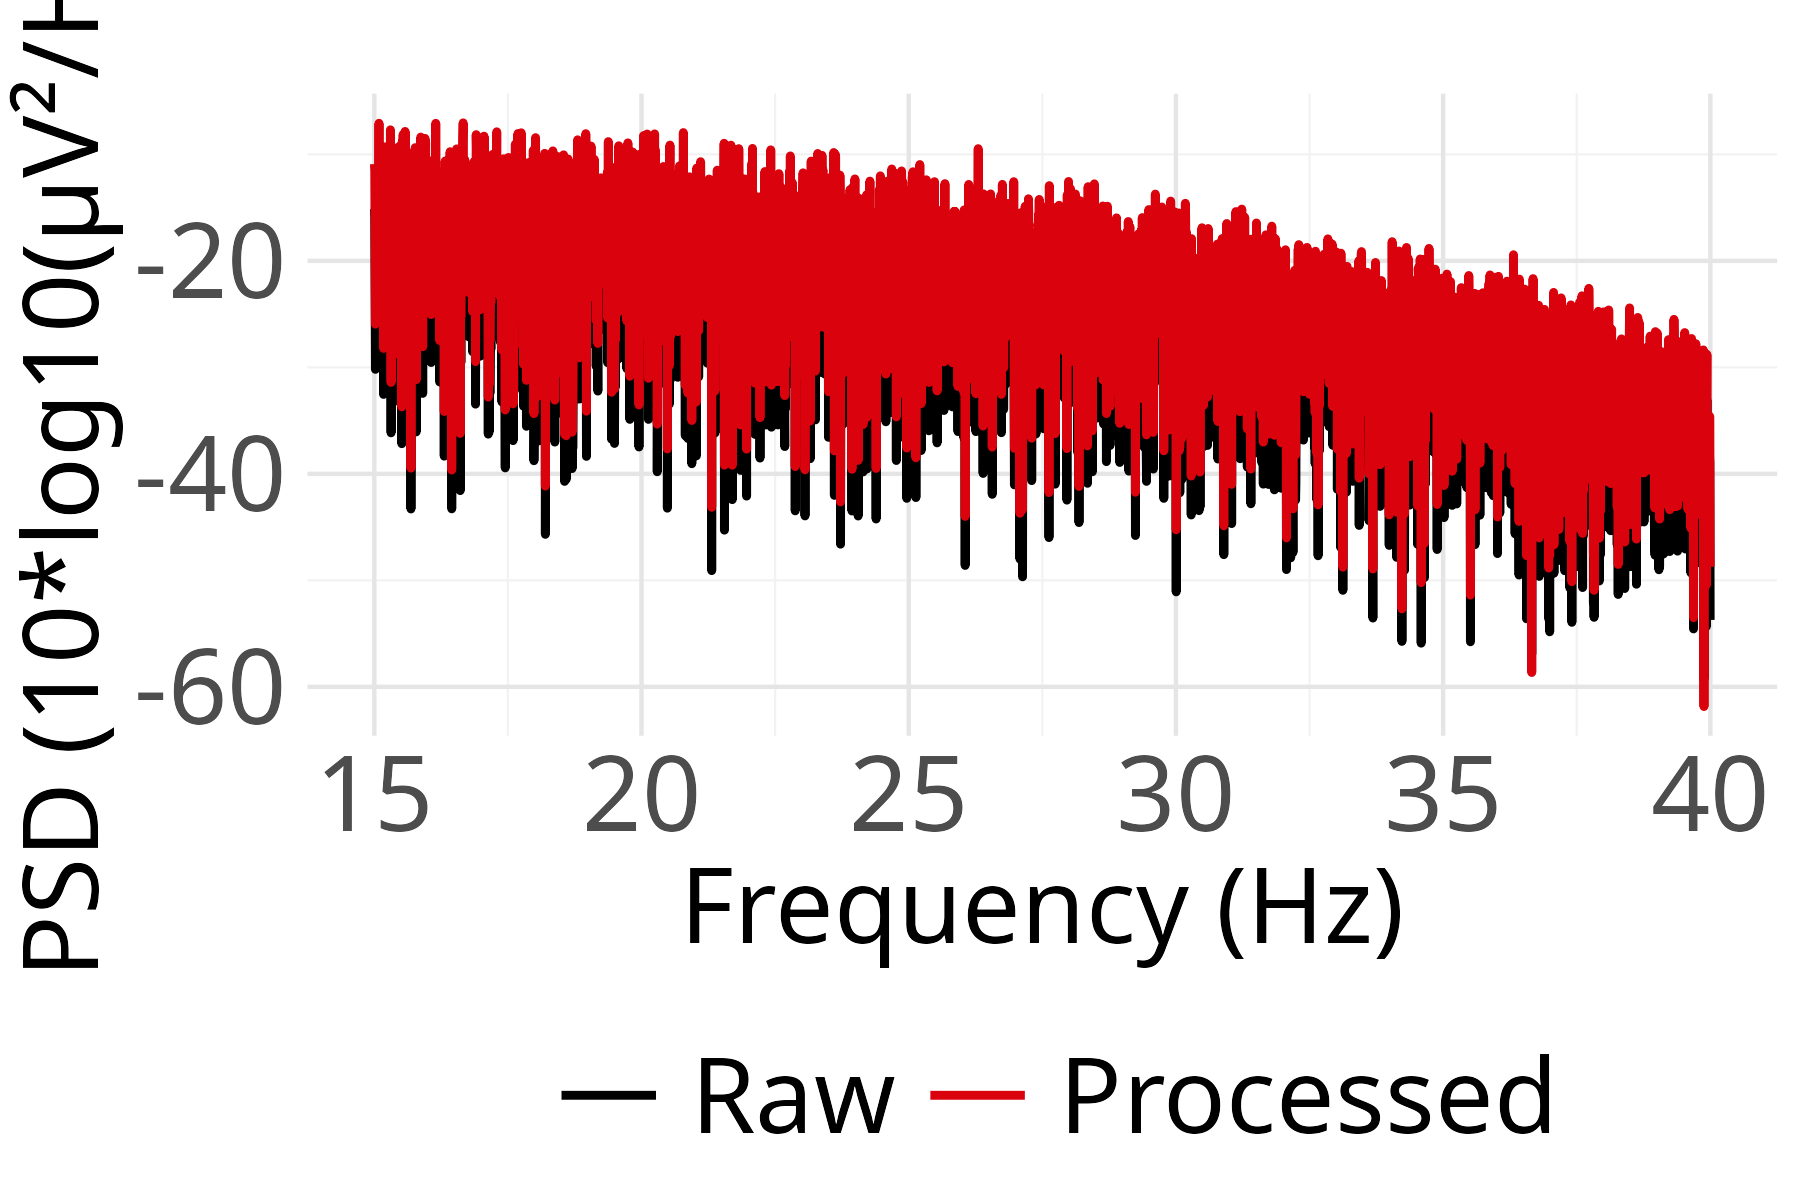 PSD (10*log10(μV²/H
-20
-40
-60
15 20 25 30 35 40
Frequency (Hz)
Raw Processed